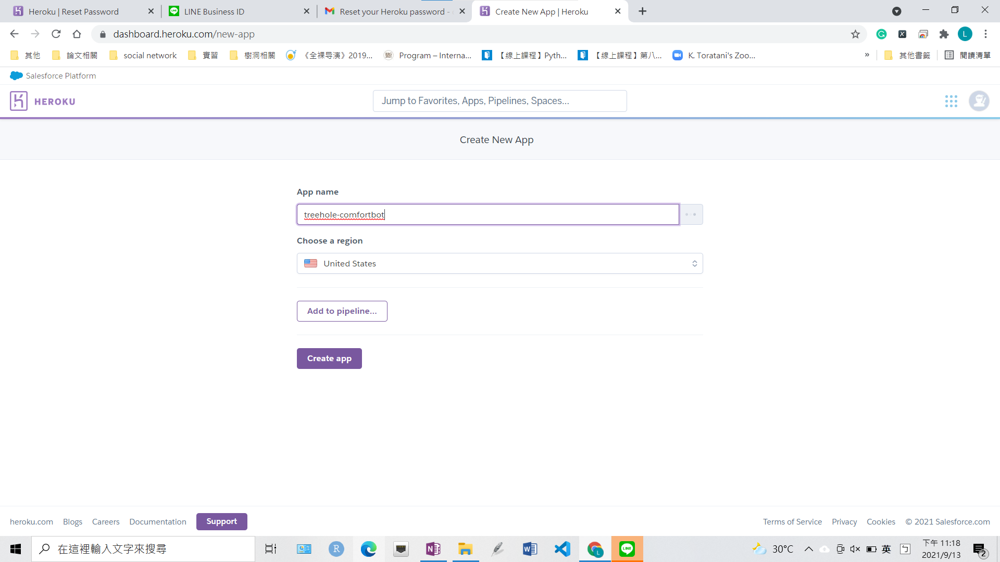 Heroku | Reset Password
LINE Business ID
Reset your Heroku password -
Create New App | Heroku
dashboard.heroku.com/new-app
L
其他
論文相關
social network
實習
樹洞相關
《全裸导演》2019...
Program – Interna...
【線上課程】Pyth...
【線上課程】第八...
K. Toratani's Zoo...
»
其他書籤
閱讀清單
Salesforce Platform
HEROKU
Jump to Favorites, Apps, Pipelines, Spaces...
Create New App
App name
treehole-comfortbot
Choose a region
United States
Add to pipeline...
Create app
heroku.com
Blogs
Careers
Documentation
Support
Terms of Service
Privacy
Cookies
© 2021 Salesforce.com
在這裡輸入文字來搜尋
30°C
英
下午 11:18
2021/9/13
2